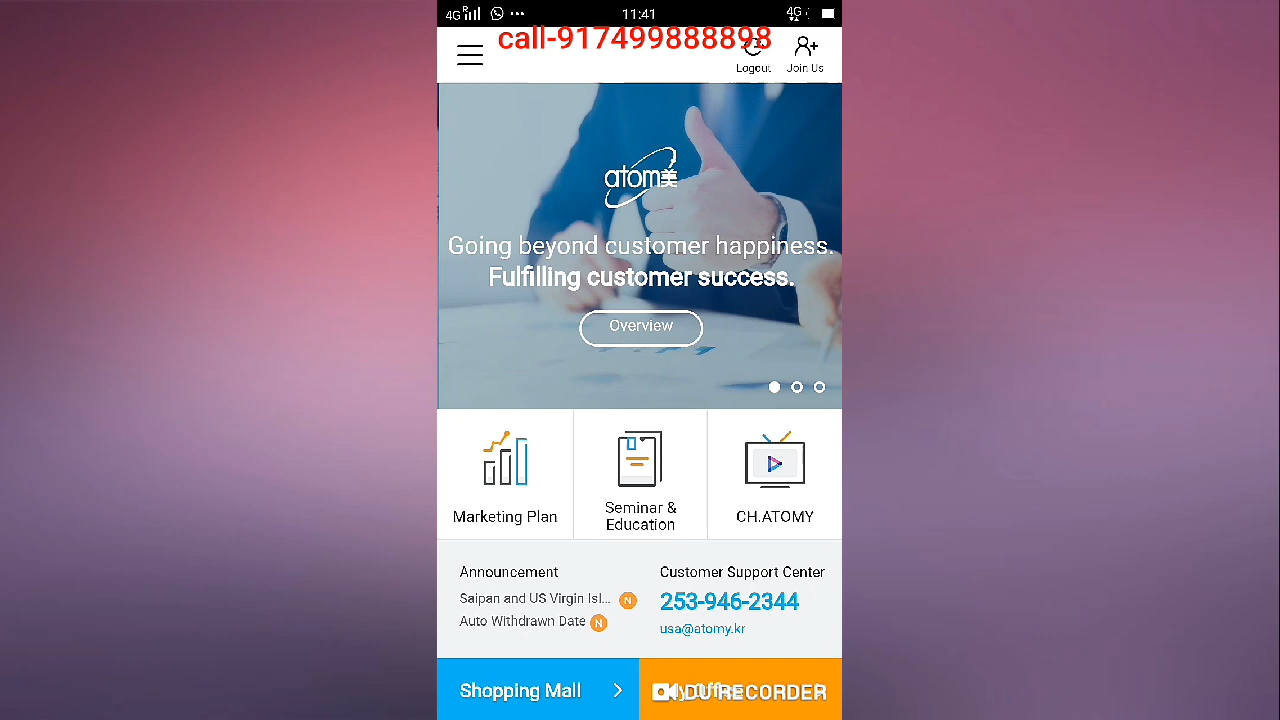 4G R 11:41 4G
call-917499888898
Logout Join Us
atom美
Going beyond customer happiness.
Fulfilling customer success.
Overview
Marketing Plan
Seminar &
Education
CH.ATOMY
Announcement
Saipan and US Virgin Isl... N
Auto Withdrawn Date N
Customer Support Center
253-946-2344
usa@atomy.kr
Shopping Mall
DU RECORDER